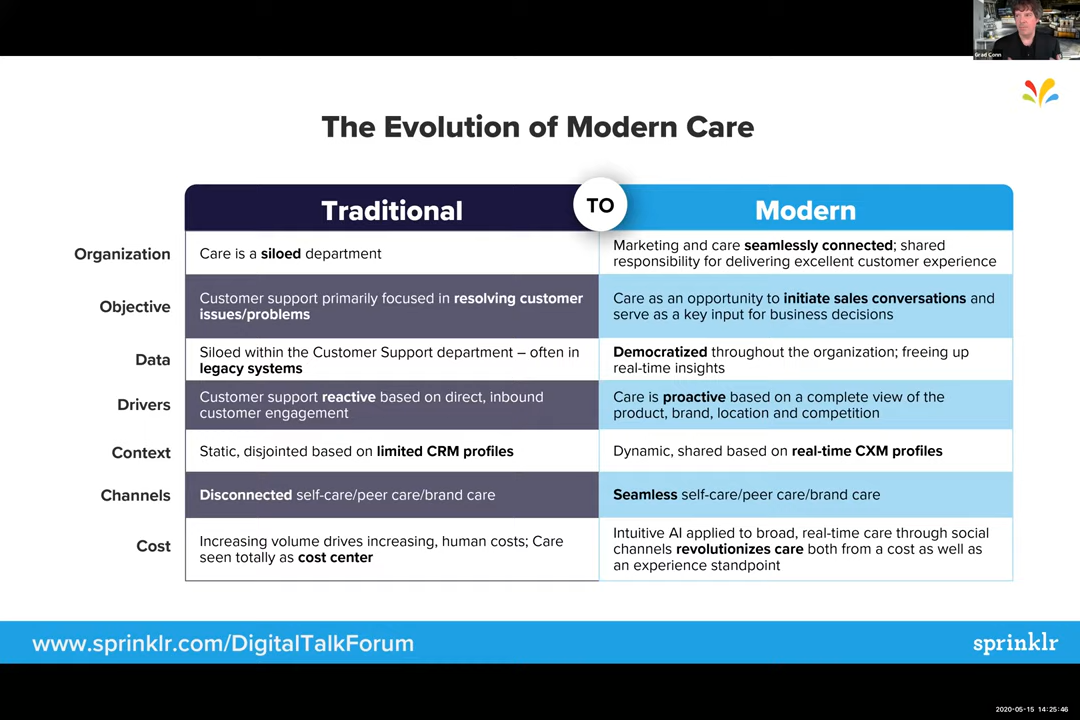 Grad Conn
The Evolution of Modern Care
Traditional
TO
Modern
Organization
Care is a siloed department
Marketing and care seamlessly connected; shared
responsibility for delivering excellent customer experience
Objective
Customer support primarily focused in resolving customer
issues/problems
Care as an opportunity to initiate sales conversations and
serve as a key input for business decisions
Data
Siloed within the Customer Support department – often in
legacy systems
Democratized throughout the organization; freeing up
real-time insights
Drivers
Customer support reactive based on direct, inbound
customer engagement
Care is proactive based on a complete view of the
product, brand, location and competition
Context
Static, disjointed based on limited CRM profiles
Dynamic, shared based on real-time CXM profiles
Channels
Disconnected self-care/peer care/brand care
Seamless self-care/peer care/brand care
Cost
Increasing volume drives increasing, human costs; Care
seen totally as cost center
Intuitive AI applied to broad, real-time care through social
channels revolutionizes care both from a cost as well as
an experience standpoint
www.sprinklr.com/DigitalTalkForum
sprinklr
2020-05-15 14:25:46